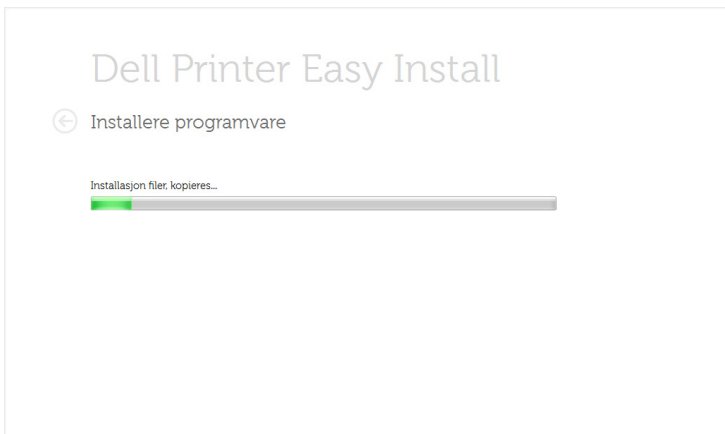 Dell Printer Easy Install
Installere programvare
Installasjon filer, kopieres...